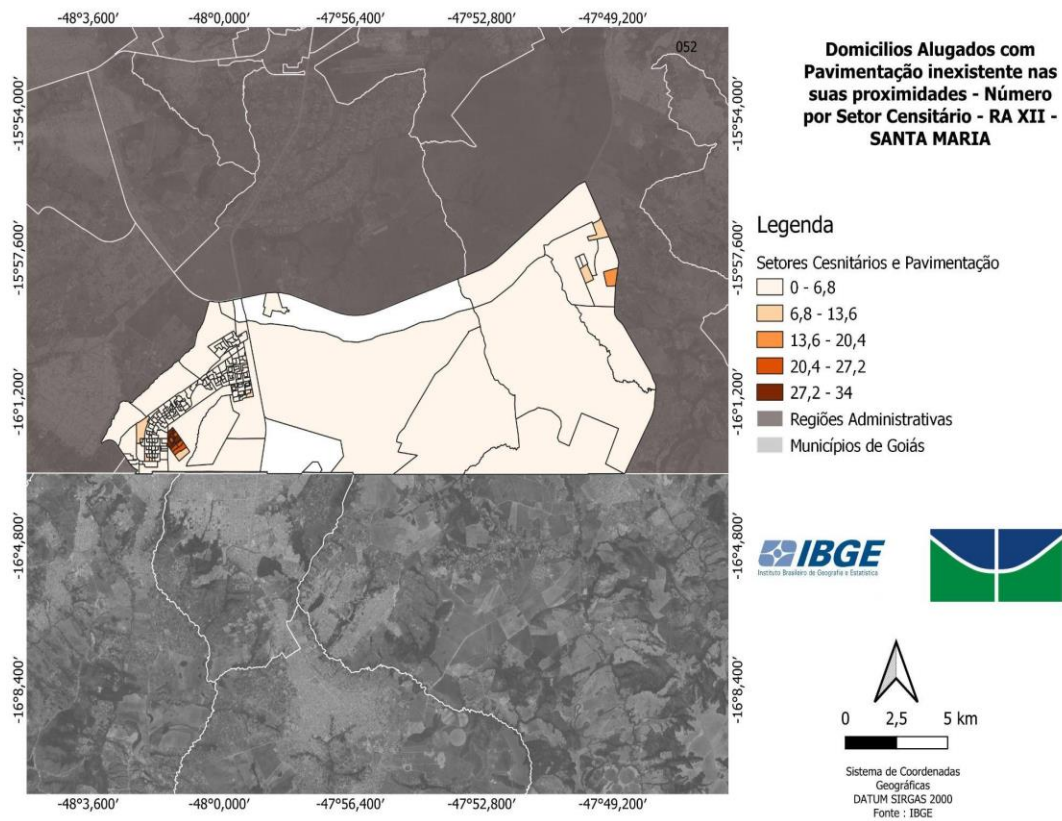 -48°3,600′ -48°0,000′ -47°56,400′ -47°52,800′ -47°49,200′
052
-15°54,000′ -15°54,000′
-15°57,600′ -15°57,600′
-16°1,200′ -16°1,200′
-16°4,800′ -16°4,800′
-16°8,400′ -16°8,400′
-48°3,600′ -48°0,000′ -47°56,400′ -47°52,800′ -47°49,200′
Domicilios Alugados com
Pavimentação inexistente nas
suas proximidades - Número
por Setor Censitário - RA XII -
SANTA MARIA
Legenda
Setores Cesnitários e Pavimentação
0 - 6,8
6,8 - 13,6
13,6 - 20,4
20,4 - 27,2
27,2 - 34
Regiões Administrativas
Municípios de Goiás
IBGE
Instituto Brasileiro de Geografia e Estatística
0 2,5 5 km
Sistema de Coordenadas
Geográficas
DATUM SIRGAS 2000
Fonte : IBGE